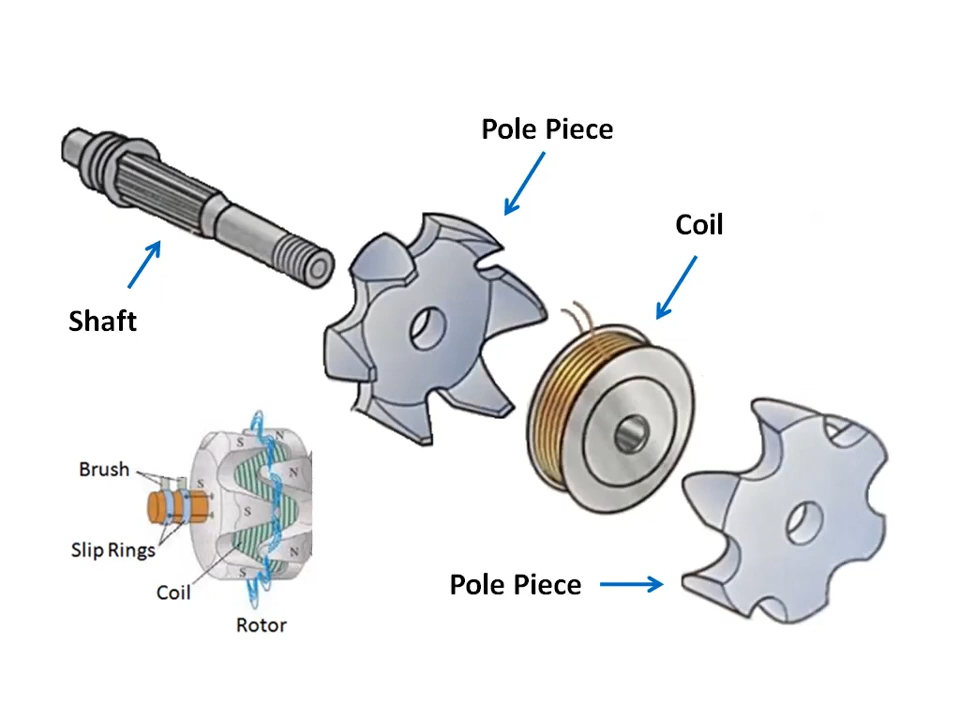 Pole Piece
Coil
Shaft
Brush
Slip Rings
Coil
Rotor
Pole Piece
S
N
S
N
S
N
S